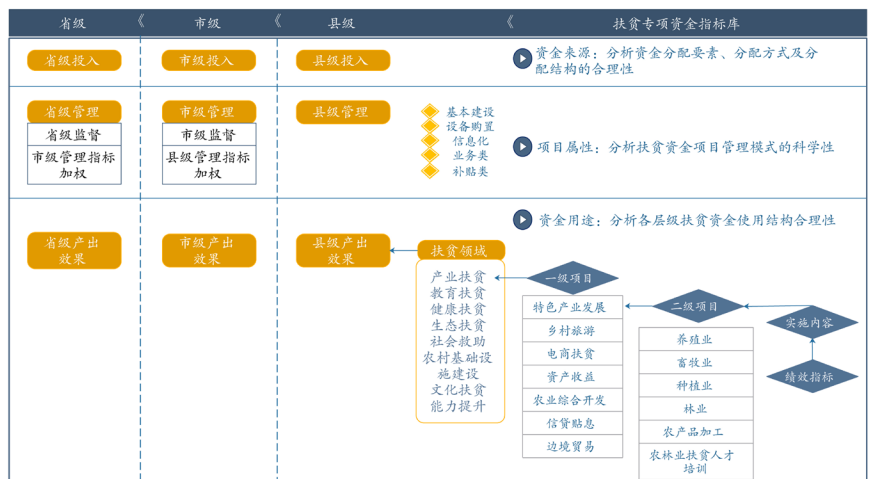 省级 《 市级 《 县级 《 扶贫专项资金指标库
省级投入
市级投入
县级投入
资金来源：分析资金分配要素、分配方式及分
配结构的合理性
省级管理
省级监督
市级管理指标
加权
市级管理
市级监督
县级管理指标
加权
县级管理
基本建设
设备购置
信息化
业务类
补贴类
项目属性：分析扶贫资金项目管理模式的科学性
资金用途：分析各层级扶贫资金使用结构合理性
省级产出
效果
市级产出
效果
县级产出
效果
扶贫领域
产业扶贫
教育扶贫
健康扶贫
生态扶贫
社会救助
农村基础设
施建设
文化扶贫
能力提升
一级项目
特色产业发展
乡村旅游
电商扶贫
资产收益
农业综合开发
信贷贴息
边境贸易
二级项目
养殖业
畜牧业
种植业
林业
农产品加工
农林业扶贫人才
培训
实施内容
绩效指标